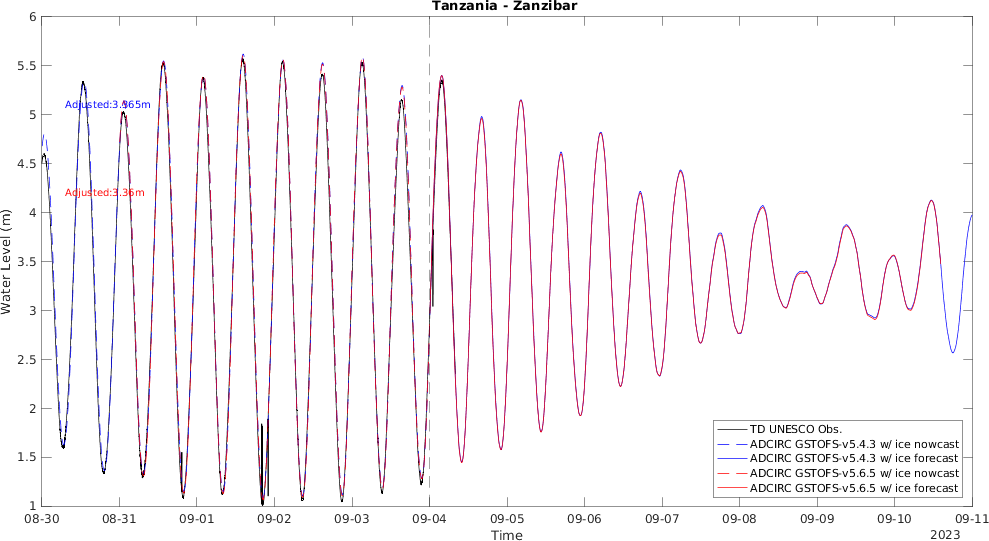 Tanzania - Zanzibar
6
5.5
5
4.5
4
3.5
3
2.5
2
1.5
1
Water Level (m)
Adjusted:3.365m
Adjusted:3.36m
TD UNESCO Obs.
ADCIRC GSTOFS-v5.4.3 w/ ice nowcast
ADCIRC GSTOFS-v5.4.3 w/ ice forecast
ADCIRC GSTOFS-v5.6.5 w/ ice nowcast
ADCIRC GSTOFS-v5.6.5 w/ ice forecast
08-30 08-31 09-01 09-02 09-03 09-04 09-05 09-06 09-07 09-08 09-09 09-10 09-11
Time
2023